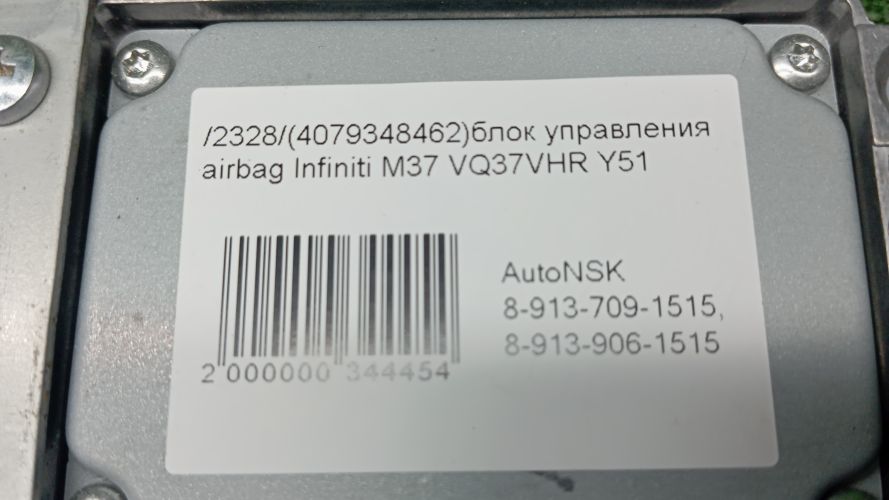 /2328/(4079348462)блок управления
airbag Infiniti M37 VQ37VHR Y51
AutoNSK
8-913-709-1515,
8-913-906-1515
2 000000 344454